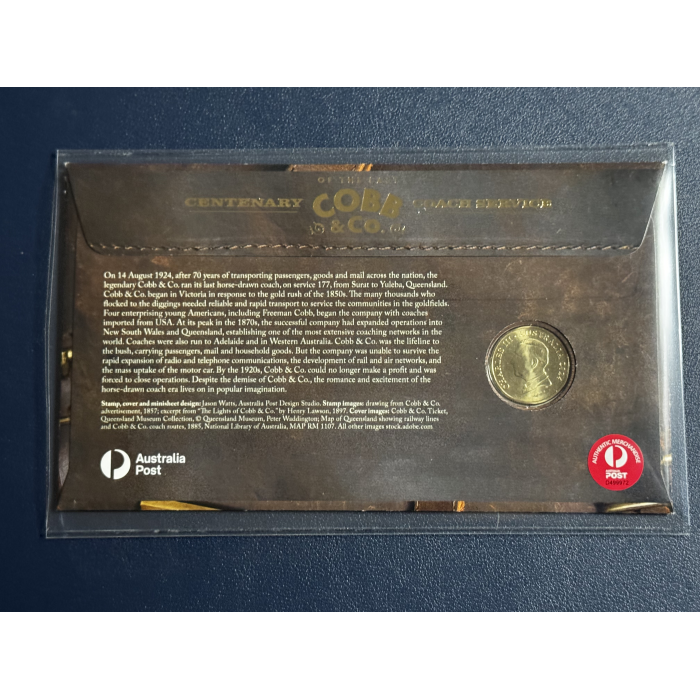 OF THE LAST
CENTENARY COBB COACH SERVICE
& CO.
On 14 August 1924, after 70 years of transporting passengers, goods and mail across the nation, the
legendary Cobb & Co. ran its last horse-drawn coach, on service 177, from Surat to Yuleba, Queensland.
Cobb & Co. began in Victoria in response to the gold rush of the 1850s. The many thousands who
flocked to the diggings needed reliable and rapid transport to service the communities in the goldfields.
Four enterprising young Americans, including Freeman Cobb, began the company with coaches
imported from USA. At its peak in the 1870s, the successful company had expanded operations into
New South Wales and Queensland, establishing one of the most extensive coaching networks in the
world. Coaches were also run to Adelaide and in Western Australia. Cobb & Co. was the lifeline to
the bush, carrying passengers, mail and household goods. But the company was unable to survive the
rapid expansion of radio and telephone communications, the development of rail and air networks, and
the mass uptake of the motor car. By the 1920s, Cobb & Co. could no longer make a profit and was
forced to close operations. Despite the demise of Cobb & Co., the romance and excitement of the
horse-drawn coach era lives on in popular imagination.
Stamp, cover and minisheet design: Jason Watts, Australia Post Design Studio. Stamp images: drawing from Cobb & Co.
advertisement, 1857; excerpt from "The Lights of Cobb & Co." by Henry Lawson, 1897. Cover images: Cobb & Co. Ticket,
Queensland Museum Collection, © Queensland Museum, Peter Waddington; Map of Queensland showing railway lines
and Cobb & Co. coach routes, 1885, National Library of Australia, MAP RM 1107. All other images stock.adobe.com
Australia
Post
CHARLES III AUSTRALIA
AUTHENTIC MERCHANDISE
POST